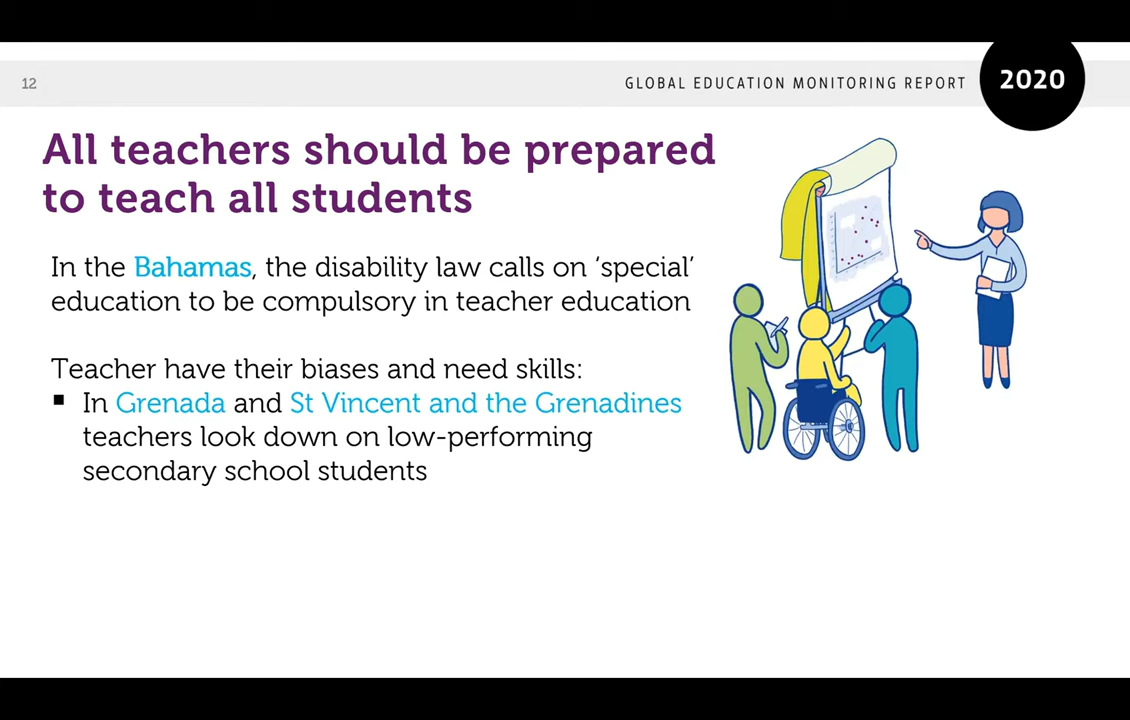 12
GLOBAL EDUCATION MONITORING REPORT
2020
All teachers should be prepared
to teach all students
In the Bahamas, the disability law calls on ‘special’
education to be compulsory in teacher education
Teacher have their biases and need skills:
▪ In Grenada and St Vincent and the Grenadines
teachers look down on low-performing
secondary school students